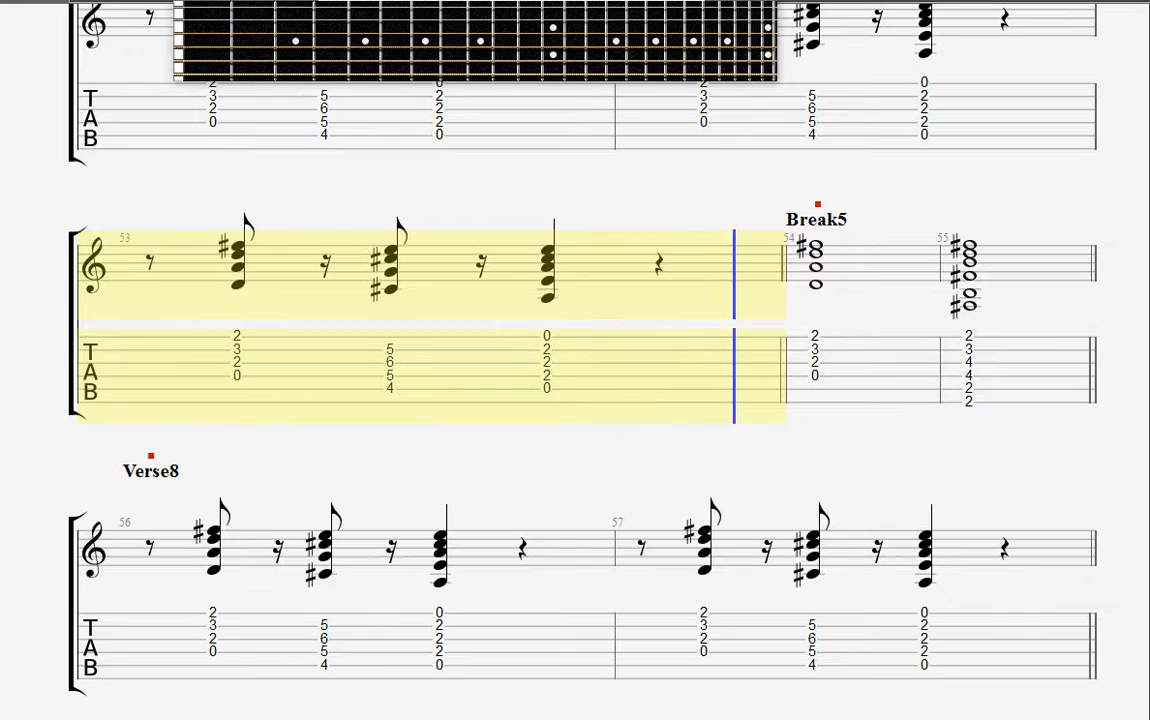 2 0 2
3 5 2 3 5 2
2 6 2 2 6 2
0 5 2 0 5 2
4 0 4 0
T
A
B
Break5
53 54 55
2 0 2 2
3 5 2 3 3
2 6 2 2 4
0 5 2 0 4
4 0 2
2
T
A
B
Verse8
56 57
2 0 2 0
3 5 2 3 5 2
2 6 2 2 6 2
0 5 2 0 5 2
4 0 4 0
T
A
B